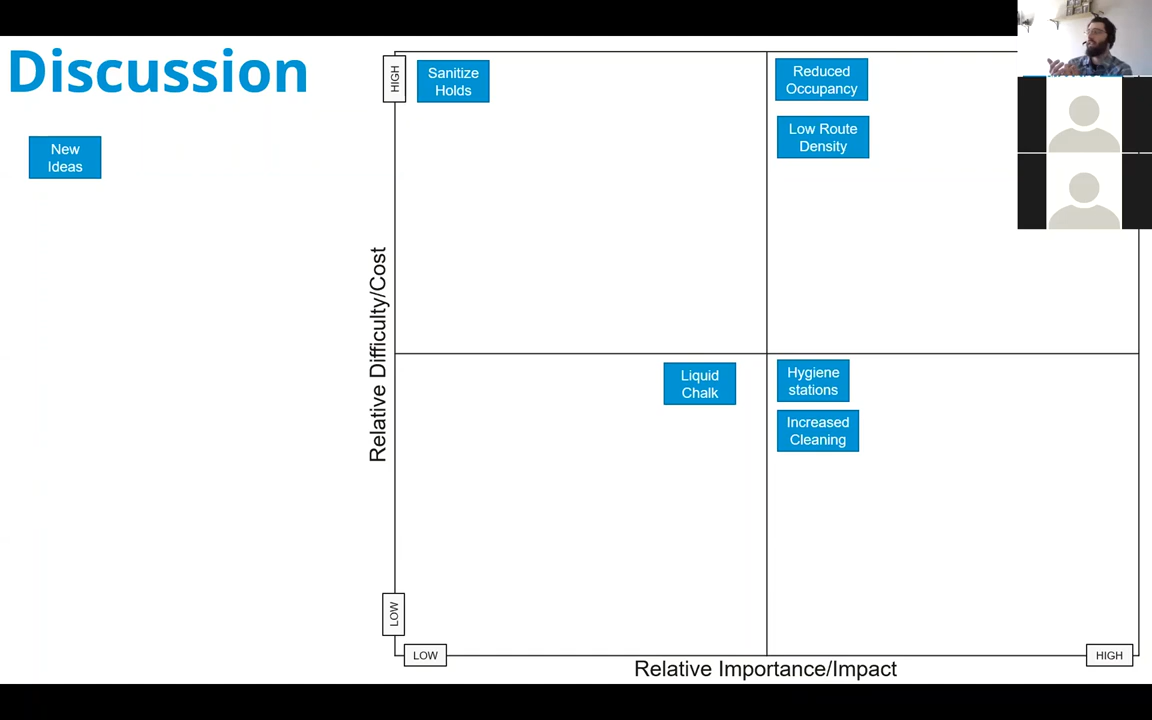 Discussion
New
Ideas
HIGH
Sanitize
Holds
Reduced
Occupancy
Low Route
Density
Relative Difficulty/Cost
Liquid
Chalk
Hygiene
stations
Increased
Cleaning
LOW
LOW
HIGH
Relative Importance/Impact